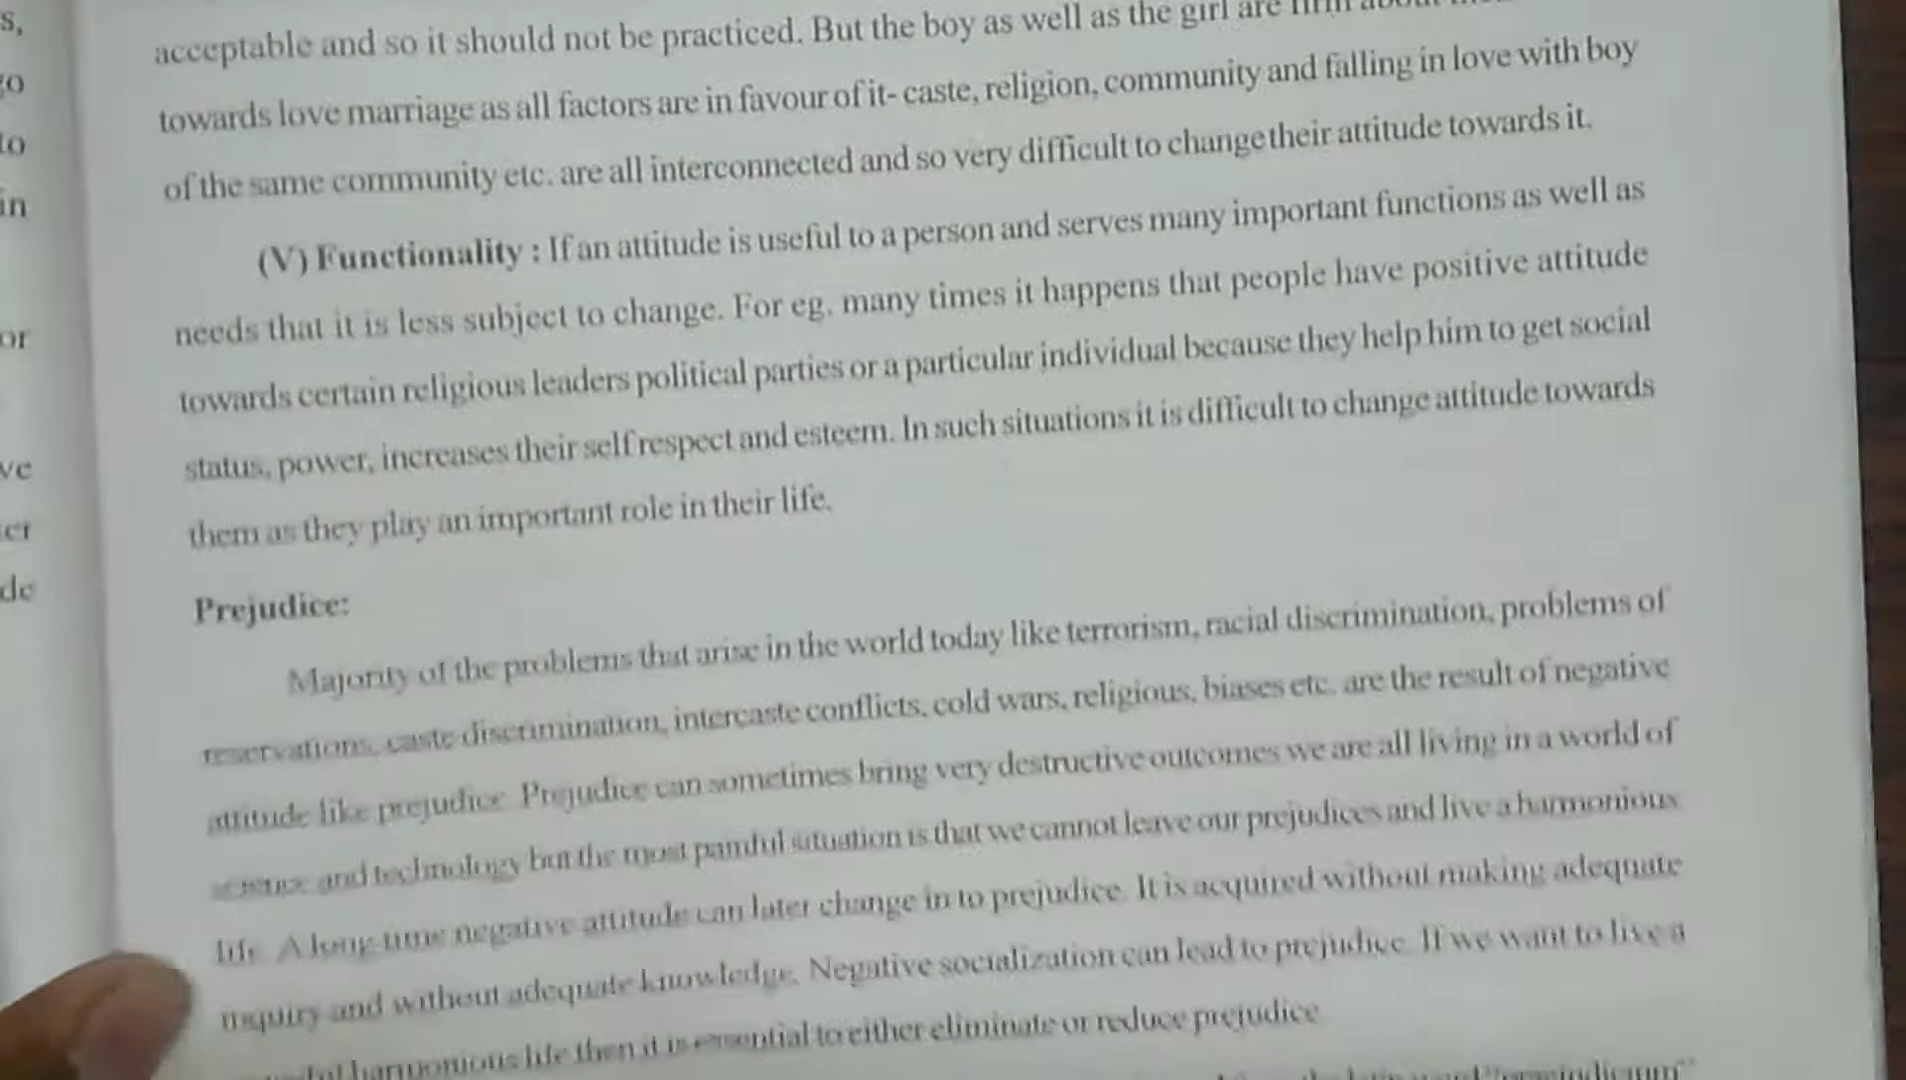 s,
acceptable and so it should not be practiced. But the boy as well as the girl are firm
go
towards love marriage as all factors are in favour of it- caste, religion, community and falling in love with boy
to
of the same community etc. are all interconnected and so very difficult to change their attitude towards it.
in
(V) Functionality : If an attitude is useful to a person and serves many important functions as well as
needs that it is less subject to change. For eg. many times it happens that people have positive attitude
or
towards certain religious leaders political parties or a particular individual because they help him to get social
status, power, increases their self respect and esteem. In such situations it is difficult to change attitude towards
ve
them as they play an important role in their life.
er
de
Prejudice:
Majority of the problems that arise in the world today like terrorism, racial discrimination, problems of
reservations, caste discrimination, intercaste conflicts, cold wars, religious, biases etc. are the result of negative
attitude like prejudice. Prejudice can sometimes bring very destructive outcomes we are all living in a world of
science and technology but the most painful situation is that we cannot leave our prejudices and live a harmonious
life. A long time negative attitude can later change in to prejudice. It is acquired without making adequate
inquiry and without adequate knowledge. Negative socialization can lead to prejudice. If we want to live a
harmonious life then it is essential to either eliminate or reduce prejudice